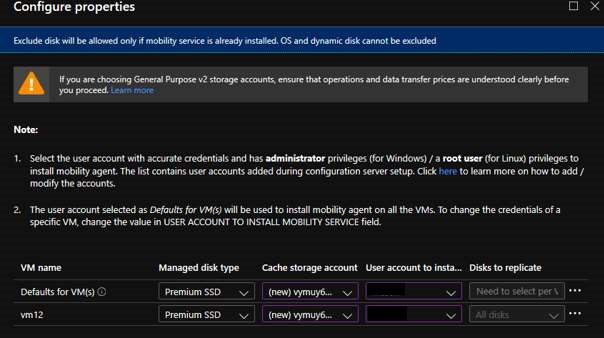 Configure properties
Exclude disk will be allowed only if mobility service is already installed. OS and dynamic disk cannot be excluded
If you are choosing General Purpose v2 storage accounts, ensure that operations and data transfer prices are understood clearly before
you proceed. Learn more
Note:
1. Select the user account with accurate credentials and has administrator privileges (for Windows) / a root user (for Linux) privileges to
install mobility agent. The list contains user accounts added during configuration server setup. Click here to learn more on how to add /
modify the accounts.
2. The user account selected as Defaults for VM(s) will be used to install mobility agent on all the VMs. To change the credentials of a
specific VM, change the value in USER ACCOUNT TO INSTALL MOBILITY SERVICE field.
VM name Managed disk type Cache storage account User account to insta... Disks to replicate
Defaults for VM(s) Premium SSD (new) vymuy6... Need to select per V
vm12 Premium SSD (new) vymuy6... All disks